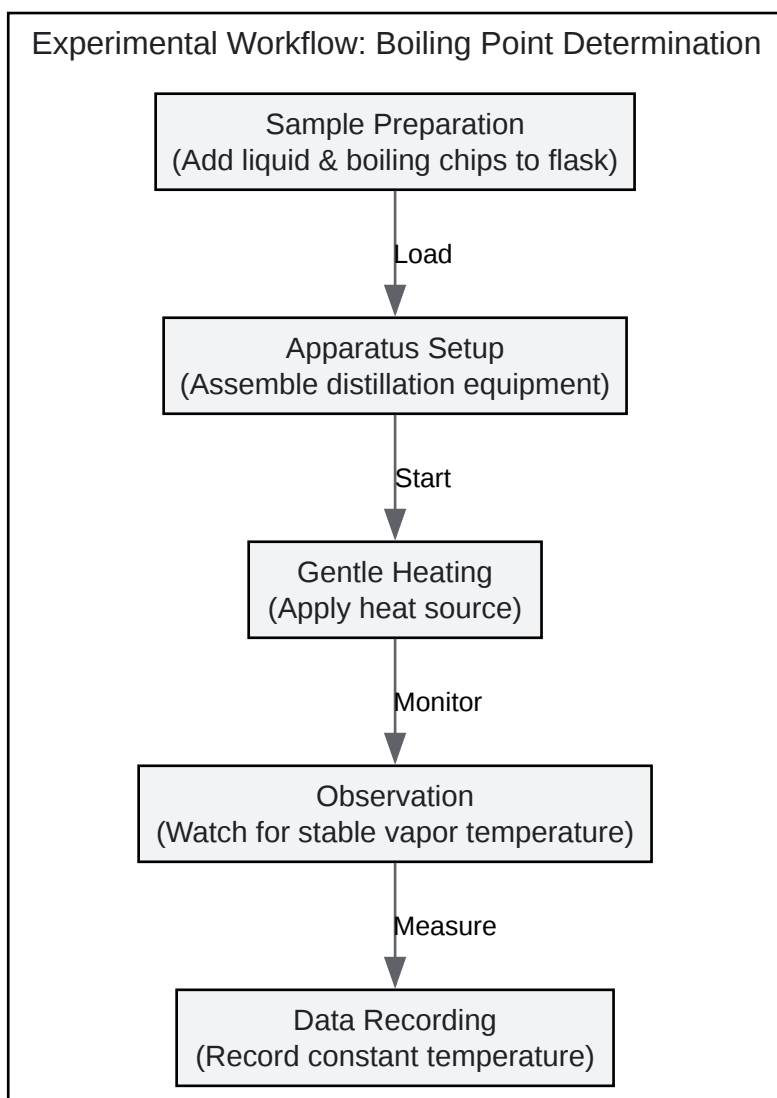 Experimental Workflow: Boiling Point Determination
Sample Preparation
(Add liquid & boiling chips to flask)
Load
Apparatus Setup
(Assemble distillation equipment)
Start
Gentle Heating
(Apply heat source)
Monitor
Observation
(Watch for stable vapor temperature)
Measure
Data Recording
(Record constant temperature)